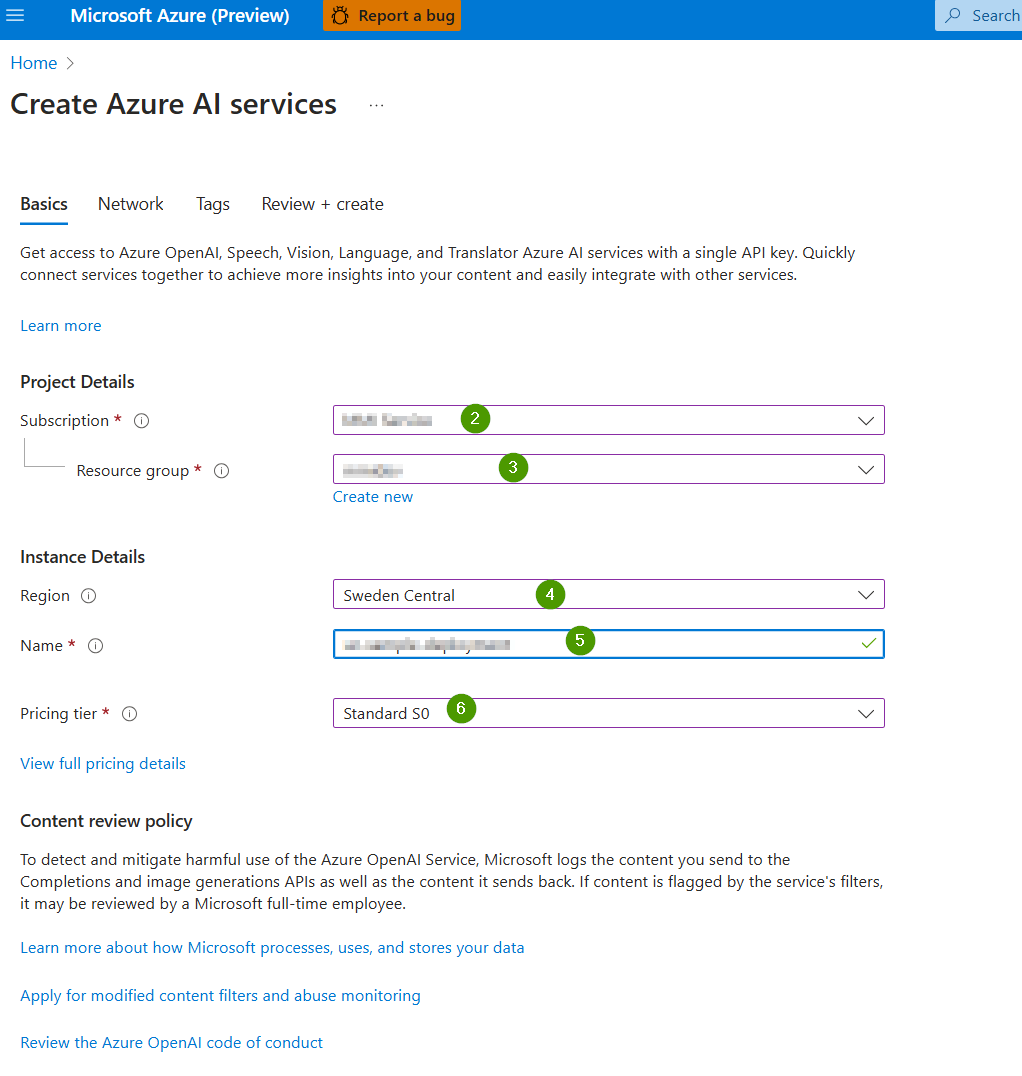 Microsoft Azure (Preview)
Report a bug
Search
Home
Create Azure AI services
...
Basics Network Tags Review + create
Get access to Azure OpenAI, Speech, Vision, Language, and Translator Azure AI services with a single API key. Quickly
connect services together to achieve more insights into your content and easily integrate with other services.
Learn more
Project Details
Subscription *
2
Resource group *
3
Create new
Instance Details
Region
Sweden Central
4
Name *
5
Pricing tier *
Standard S0
6
View full pricing details
Content review policy
To detect and mitigate harmful use of the Azure OpenAI Service, Microsoft logs the content you send to the
Completions and image generations APIs as well as the content it sends back. If content is flagged by the service's filters,
it may be reviewed by a Microsoft full-time employee.
Learn more about how Microsoft processes, uses, and stores your data
Apply for modified content filters and abuse monitoring
Review the Azure OpenAI code of conduct